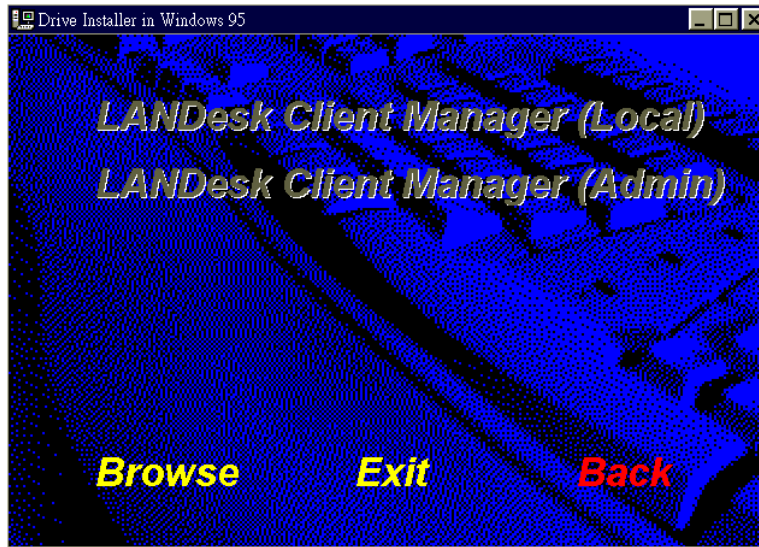 Drive Installer in Windows 95
LANDesk Client Manager (Local)
LANDesk Client Manager (Admin)
Browse Exit Back